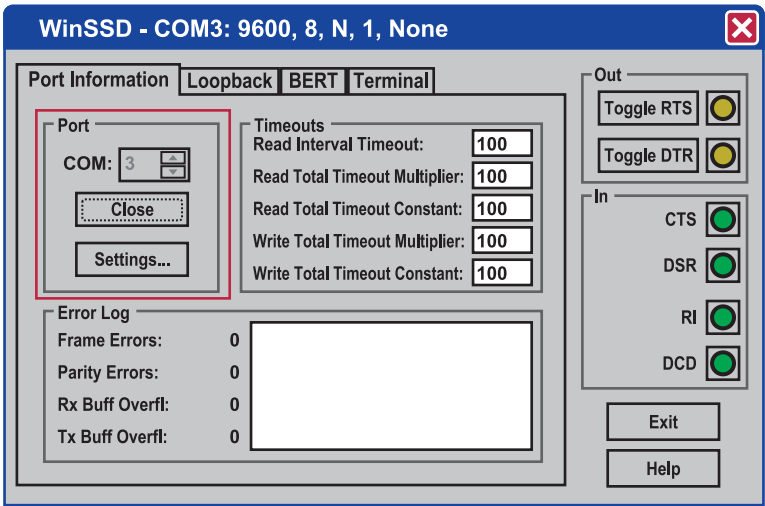 WinSSD - COM3: 9600, 8, N, 1, None
Port Information Loopback BERT Terminal
Port
COM: 3
Close
Settings...
Timeouts
Read Interval Timeout: 100
Read Total Timeout Multiplier: 100
Read Total Timeout Constant: 100
Write Total Timeout Multiplier: 100
Write Total Timeout Constant: 100
Error Log
Frame Errors: 0
Parity Errors: 0
Rx Buff Overfl: 0
Tx Buff Overfl: 0
Out
Toggle RTS
Toggle DTR
In
CTS
DSR
RI
DCD
Exit
Help